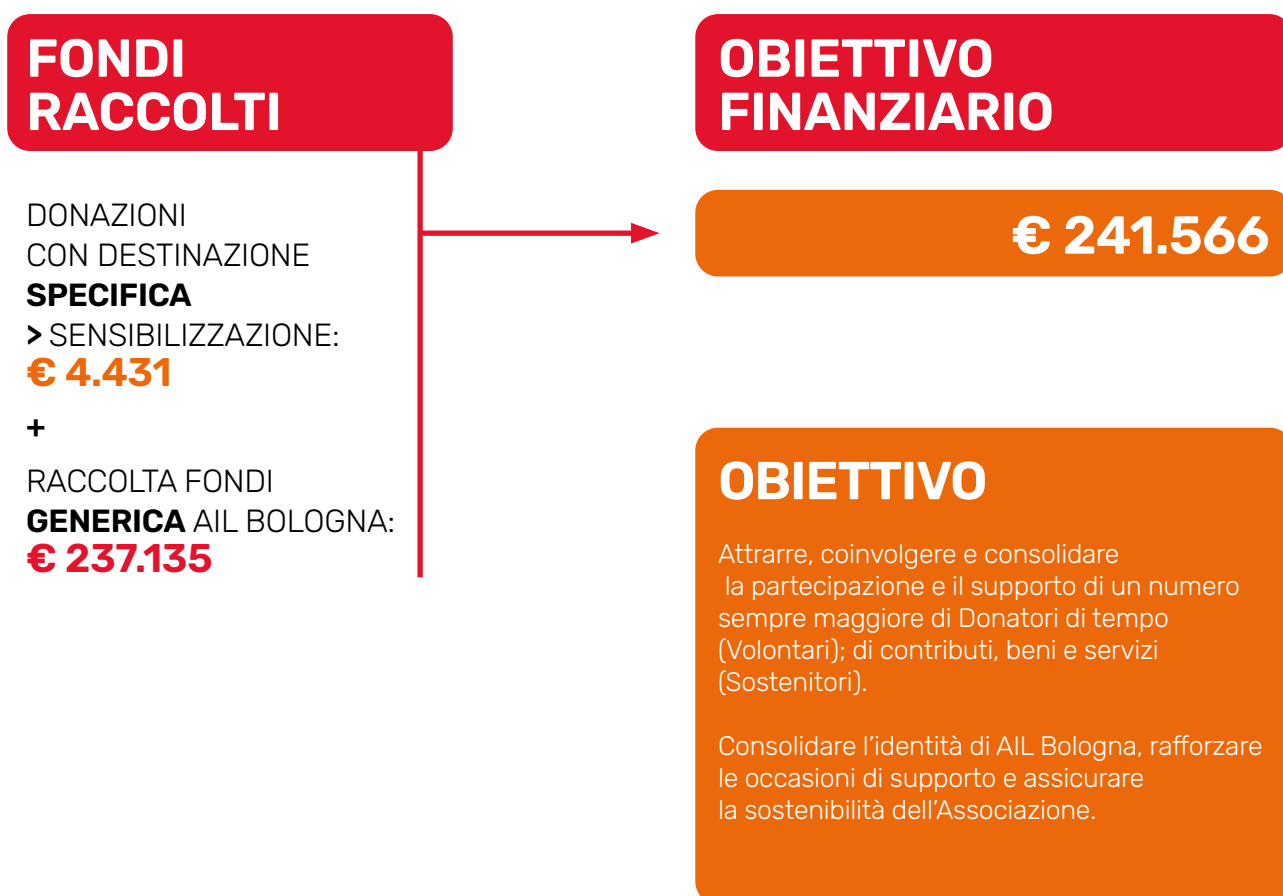 FONDI
RACCOLTI
DONAZIONI
CON DESTINAZIONE
SPECIFICA
> SENSIBILIZZAZIONE:
€ 4.431
+
RACCOLTA FONDI
GENERICA AIL BOLOGNA:
€ 237.135
OBIETTIVO
FINANZIARIO
€ 241.566
OBIETTIVO
Attrarre, coinvolgere e consolidare
la partecipazione e il supporto di un numero
sempre maggiore di Donatori di tempo
(Volontari); di contributi, beni e servizi
(Sostenitori).
Consolidare l’identità di AIL Bologna, rafforzare
le occasioni di supporto e assicurare
la sostenibilità dell’Associazione.